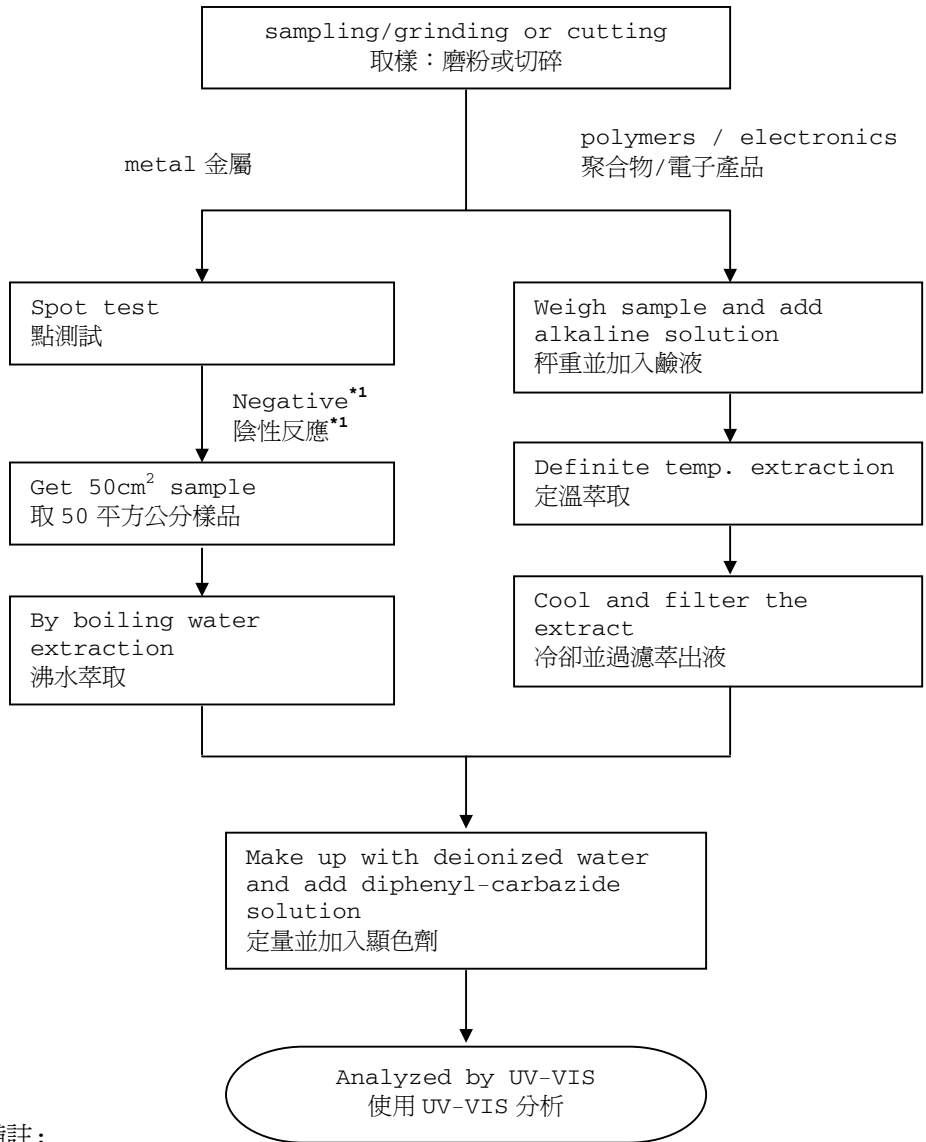 sampling/grinding or cutting
取樣：磨粉或切碎
metal 金屬
polymers / electronics
聚合物/電子產品
Spot test
點測試
Negative*1
陰性反應*1
Get 50cm2 sample
取 50 平方公分樣品
By boiling water
extraction
沸水萃取
Weigh sample and add
alkaline solution
秤重並加入鹼液
Definite temp. extraction
定溫萃取
Cool and filter the
extract
冷卻並過濾萃出液
Make up with deionized water
and add diphenyl-carbazide
solution
定量並加入顯色劑
Analyzed by UV-VIS
使用 UV-VIS 分析
註: